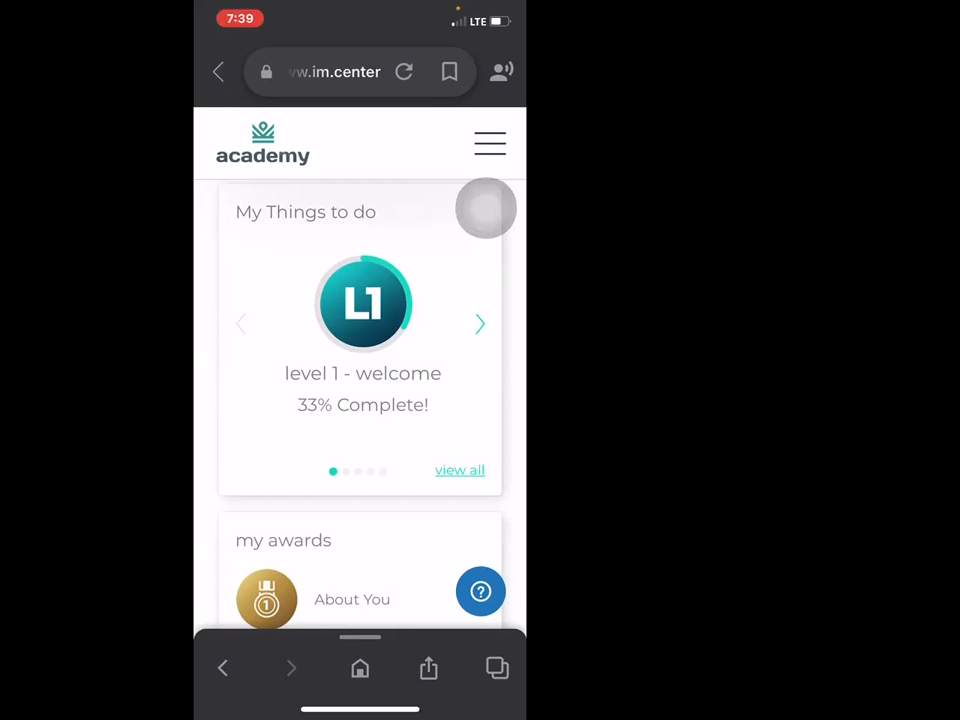 7:39
LTE
w.im.center
academy
My Things to do
L1
level 1 - welcome
33% Complete!
view all
my awards
1
About You
?